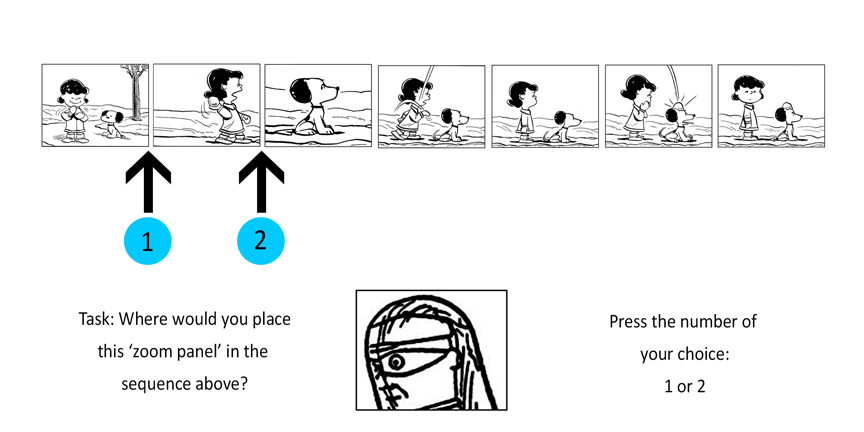 1
2
Task: Where would you place
this ‘zoom panel’ in the
sequence above?
Press the number of
your choice:
1 or 2